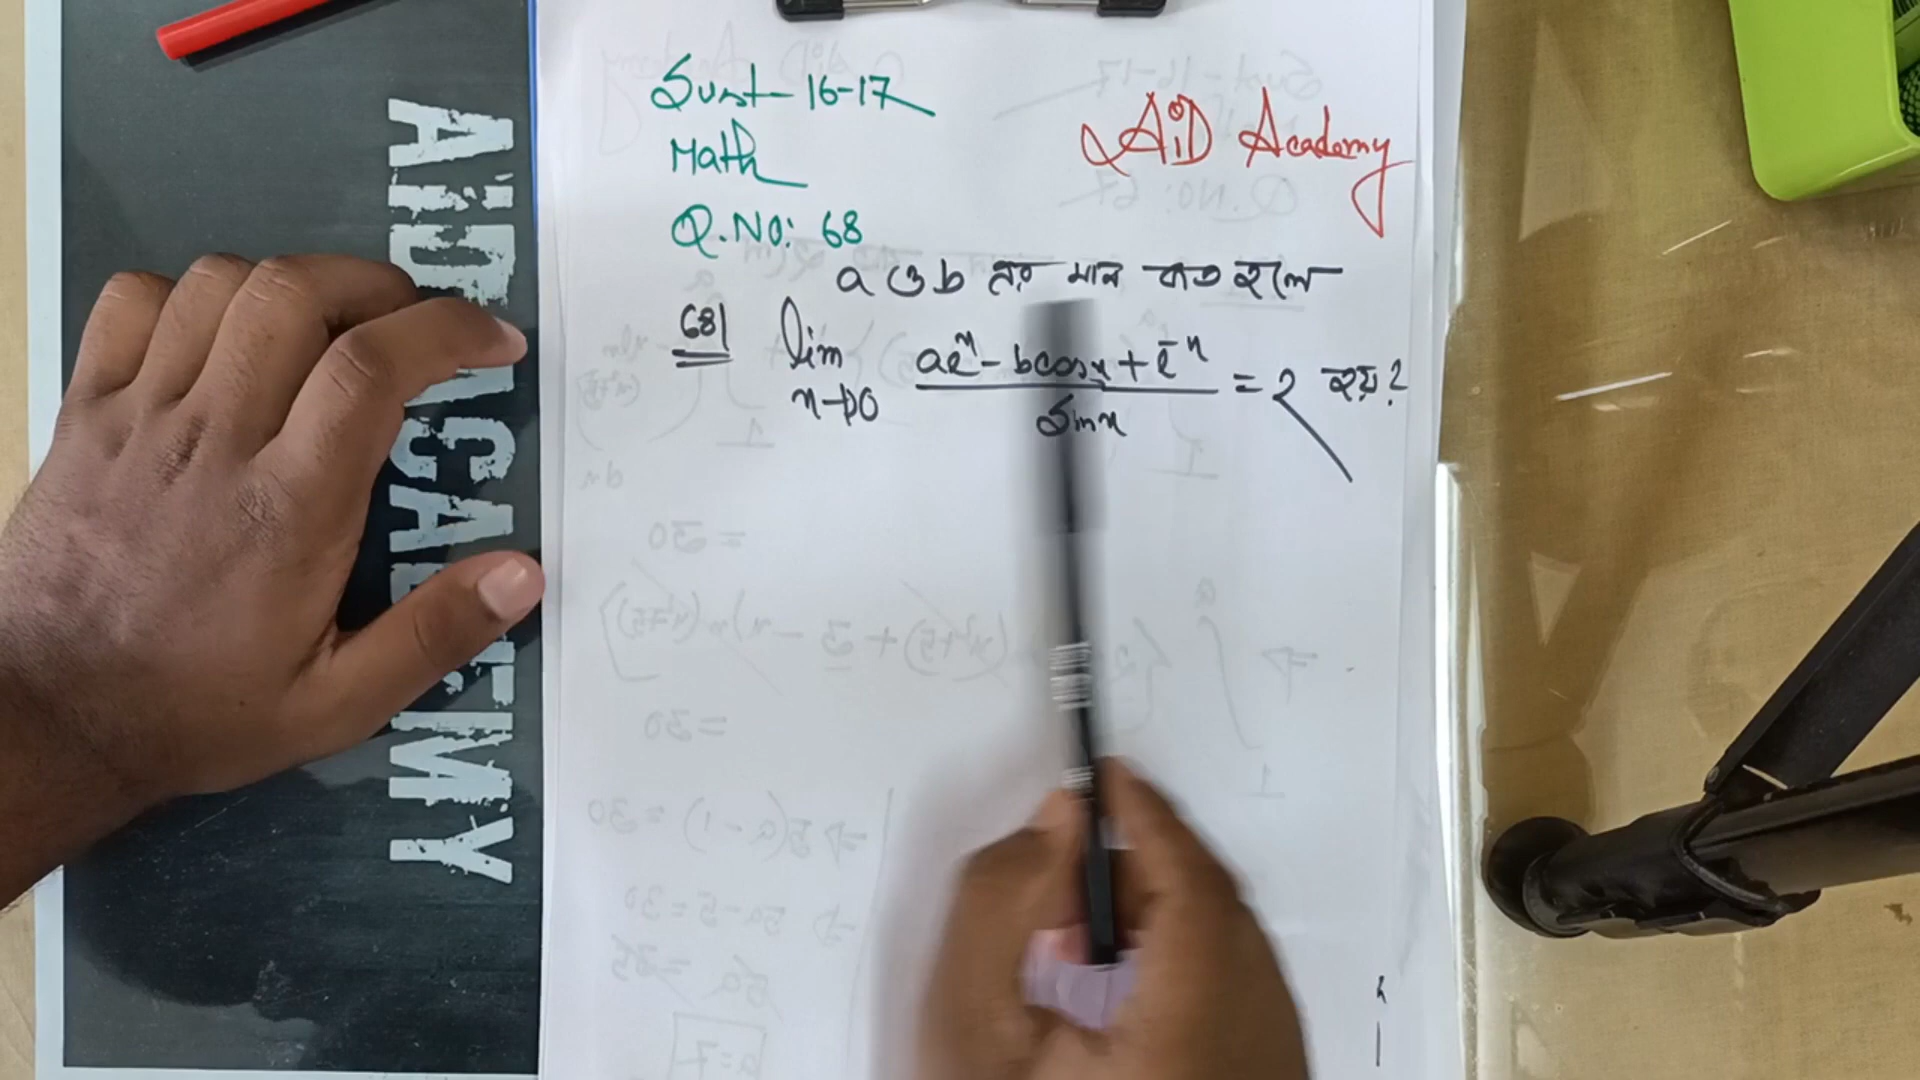 Sust-16-17
Math
Q.NO: 68
AiD Academy
a ও b এর মান কত হলে
68| lim x→0 (ae^x - bcosx + e^-x) / Sinx = 2 হয়?
AID ACADEMY